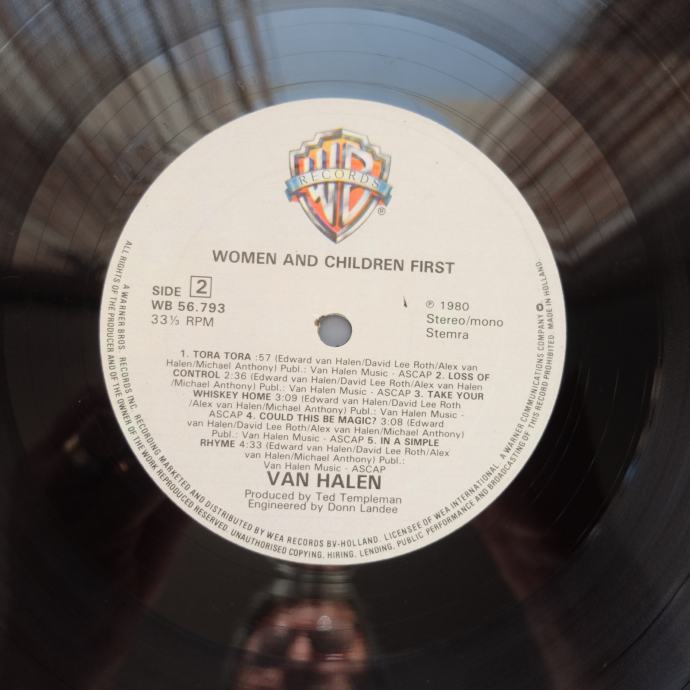 WB
RECORDS
®
WOMEN AND CHILDREN FIRST
SIDE 2
WB 56.793
33⅓ RPM
℗ 1980
Stereo/mono
Stemra
1. TORA TORA :57 (Edward van Halen/David Lee Roth/Alex van
Halen/Michael Anthony) Publ.: Van Halen Music - ASCAP 2. LOSS OF
CONTROL 2:36 (Edward van Halen/David Lee Roth/Alex van Halen
/Michael Anthony) Publ: Van Halen Music - ASCAP 3. TAKE YOUR
WHISKEY HOME 3:09 (Edward van Halen/David Lee Roth
/Alex van Halen/Michael Anthony) Publ: Van Halen Music -
ASCAP 4. COULD THIS BE MAGIC? 3:08 (Edward
van Halen/David Lee Roth/Alex van Halen/Michael Anthony)
Publ.: Van Halen Music - ASCAP 5. IN A SIMPLE
RHYME 4:33 (Edward van Halen/David Lee Roth/Alex
van Halen/Michael Anthony) Publ.:
Van Halen Music - ASCAP
VAN HALEN
Produced by Ted Templeman
Engineered by Donn Landee
A WARNER BROS. RECORDS INC. RECORDING MARKETED AND DISTRIBUTED BY WEA RECORDS BV-HOLLAND. LICENSEE OF WEA INTERNATIONAL. A WARNER COMMUNICATIONS COMPANY
ALL RIGHTS OF THE PRODUCER AND OF THE OWNER OF THE WORK REPRODUCED RESERVED. UNAUTHORISED COPYING, HIRING, LENDING, PUBLIC PERFORMANCE AND BROADCASTING OF THIS RECORD PROHIBITED. MADE IN HOLLAND.